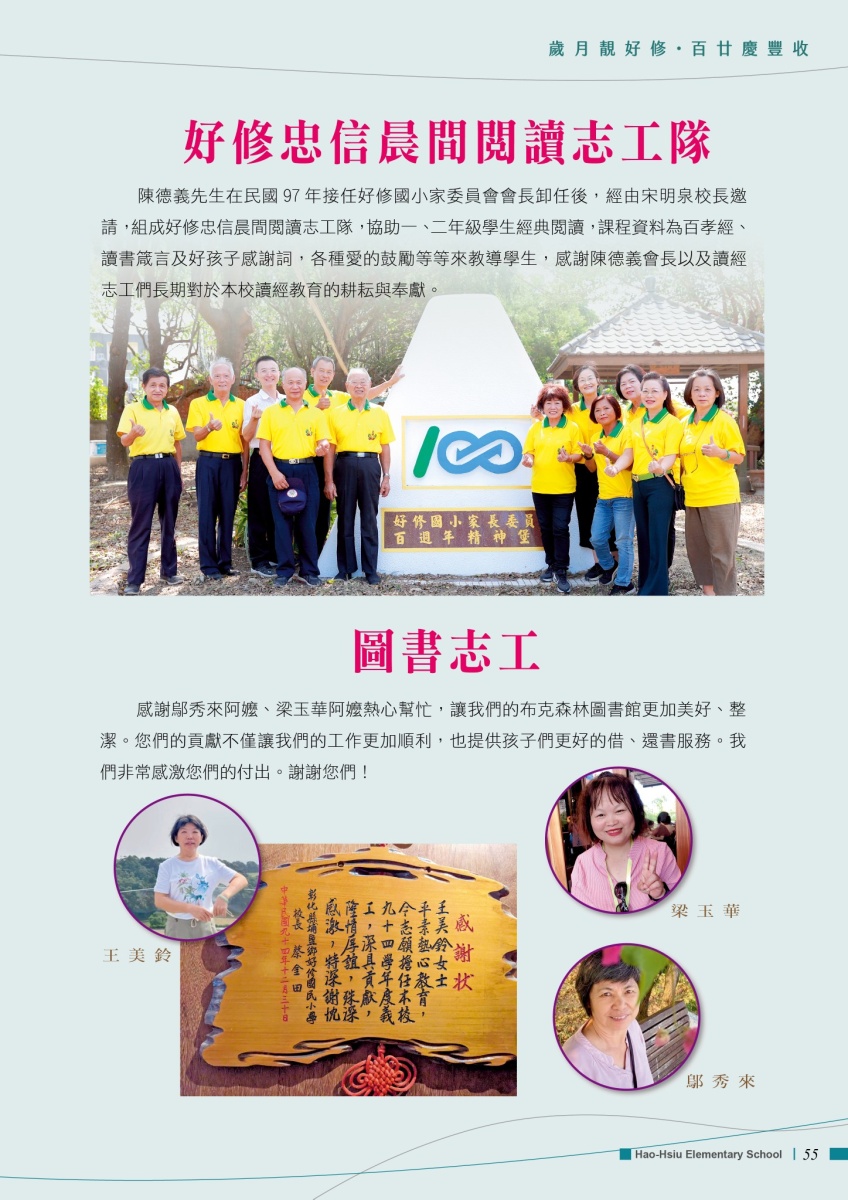 歲月靚好修・百廿慶豐收
好修忠信晨間閱讀志工隊
陳德義先生在民國 97 年接任好修國小家委員會會長卸任後，經由宋明泉校長邀
請，組成好修忠信晨間閱讀志工隊，協助一、二年級學生經典閱讀，課程資料為百孝經、
讀書箴言及好孩子感謝詞，各種愛的鼓勵等等來教導學生，感謝陳德義會長以及讀經
志工們長期對於本校讀經教育的耕耘與奉獻。
100
好修國小家長委員
百週年精神堡
圖書志工
感謝鄔秀來阿嬤、梁玉華阿嬤熱心幫忙，讓我們的布克森林圖書館更加美好、整
潔。您們的貢獻不僅讓我們的工作更加順利，也提供孩子們更好的借、還書服務。我
們非常感激您們的付出。謝謝您們！
王美鈴
感謝狀
王美鈴女士
平素熱心教育，
今志願擔任本校
九十四學年度義
工，深具貢獻，
隆情厚誼，殊深
感激，特深謝忱
彰化縣埔鹽鄉好修國民小學
校長 蔡金田
中華民國九十四年十二月三十日
梁玉華
鄔秀來
Hao-Hsiu Elementary School | 55